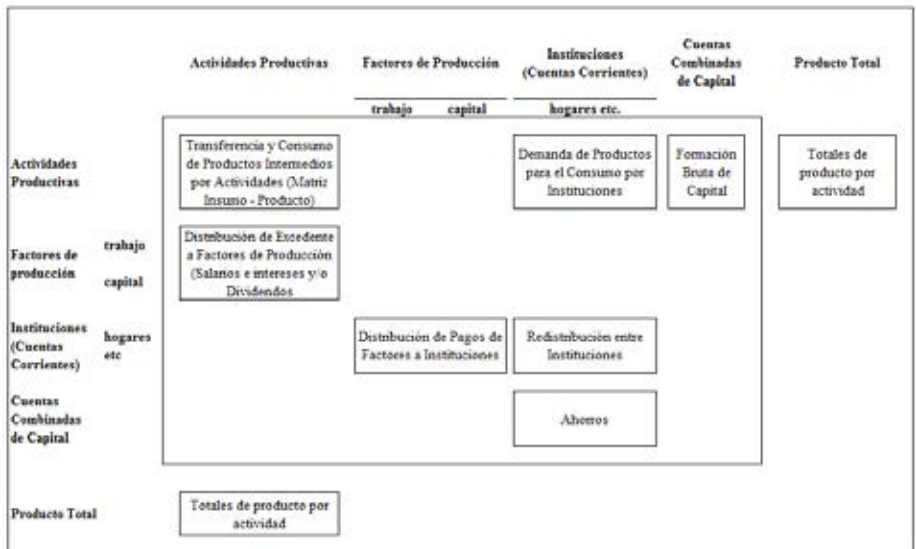 Actividades Productivas
Factores de Producción
Instituciones
(Cuentas Corrientes)
Cuentas
Combinadas
de Capital
Producto Total
trabajo
capital
hogares etc.
Actividades
Productivas
Transferencia y Consumo
de Productos Intermedios
por Actividades (Matriz
Insumo - Producto)
Demanda de Productos
para el Consumo por
Instituciones
Formación
Bruta de
Capital
Totales de
producto por
actividad
Factores de
producción
trabajo
capital
Distribución de Excedente
a Factores de Producción
(Salarios e intereses y/o
Dividendos
Instituciones
(Cuentas
Corrientes)
hogares
etc
Distribución de Pagos de
Factores a Instituciones
Redistribución entre
Instituciones
Cuentas
Combinadas
de Capital
Ahorros
Producto Total
Totales de producto por
actividad